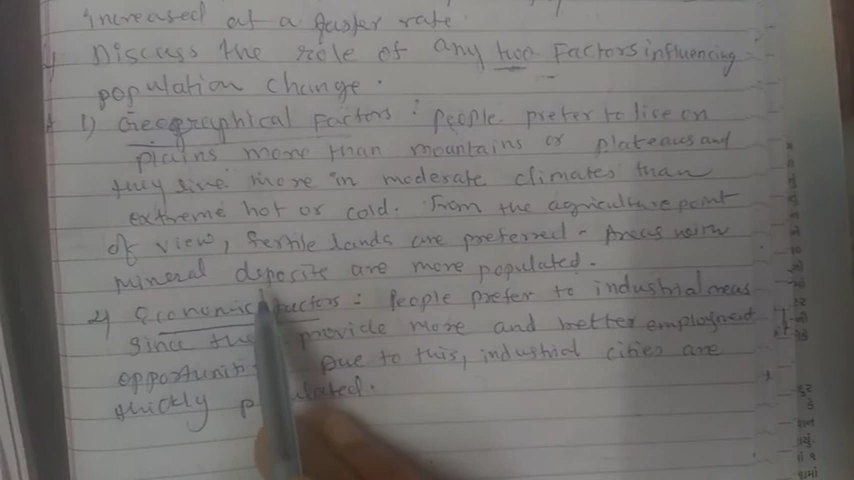 increased at a faster rate
Discuss the role of any two Factors influencing
population change.
1) Geographical Factors : People prefer to live on
plains more than mountains or plateaus and
they live more in moderate climates than
extreme hot or cold. From the agriculture point
of view, fertile lands are preferred - Areas with
mineral deposite are more populated.
2) Economic factors : People prefer to industrial areas
Since provide more and better employment
Due to this, industrial cities are
thickly populated.